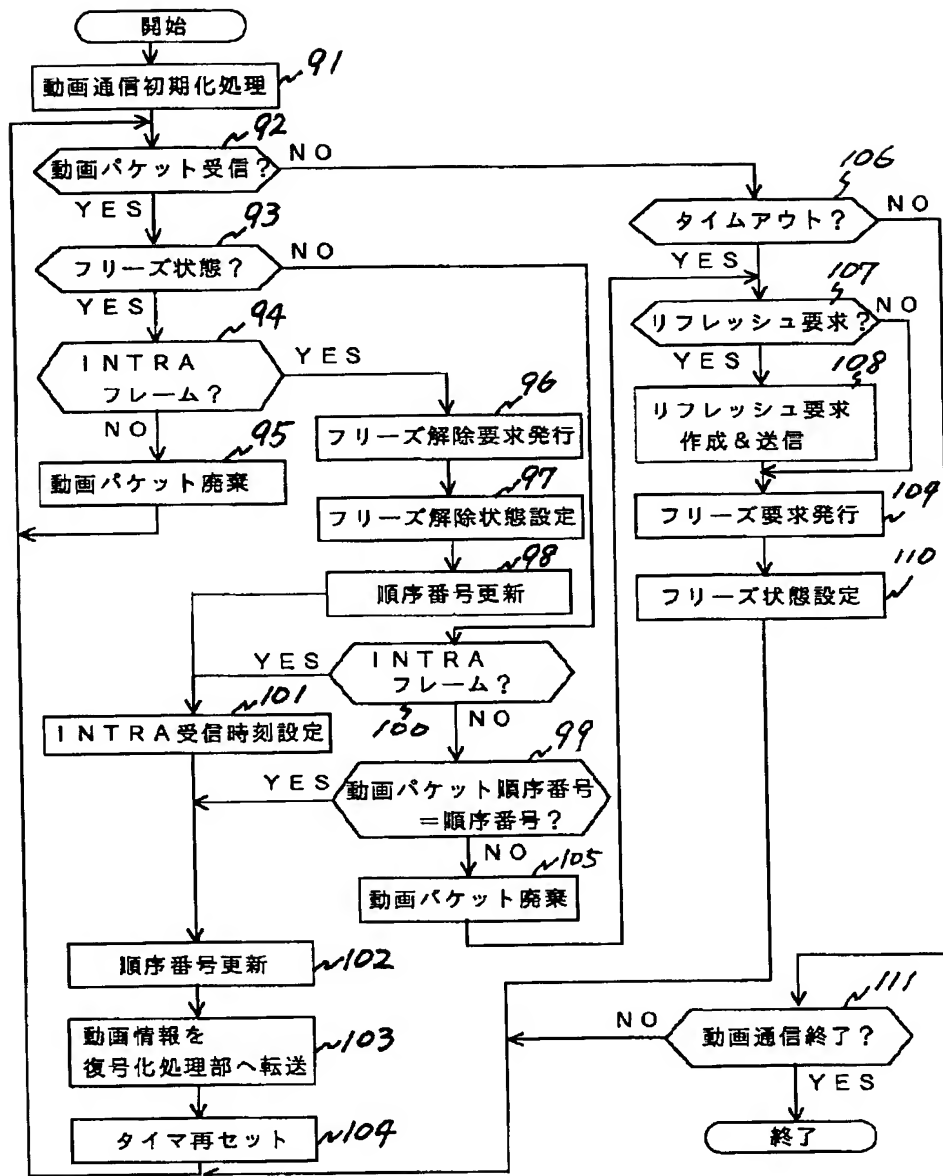 開始
動画通信初期化処理
91
92
動画パケット受信?
NO
YES
93
フリーズ状態?
NO
YES
94
INTRA
フレーム?
YES
NO
95
動画パケット廃棄
96
フリーズ解除要求発行
97
フリーズ解除状態設定
98
順序番号更新
INTRA
フレーム?
YES
100
NO
101
INTRA受信時刻設定
99
動画パケット順序番号
=順序番号?
YES
NO
105
動画パケット廃棄
順序番号更新
102
動画情報を
復号化処理部へ転送
103
タイマ再セット
104
106
タイムアウト?
NO
YES
107
リフレッシュ要求?
NO
YES
108
リフレッシュ要求
作成&送信
フリーズ要求発行
109
110
フリーズ状態設定
111
動画通信終了?
NO
YES
終了